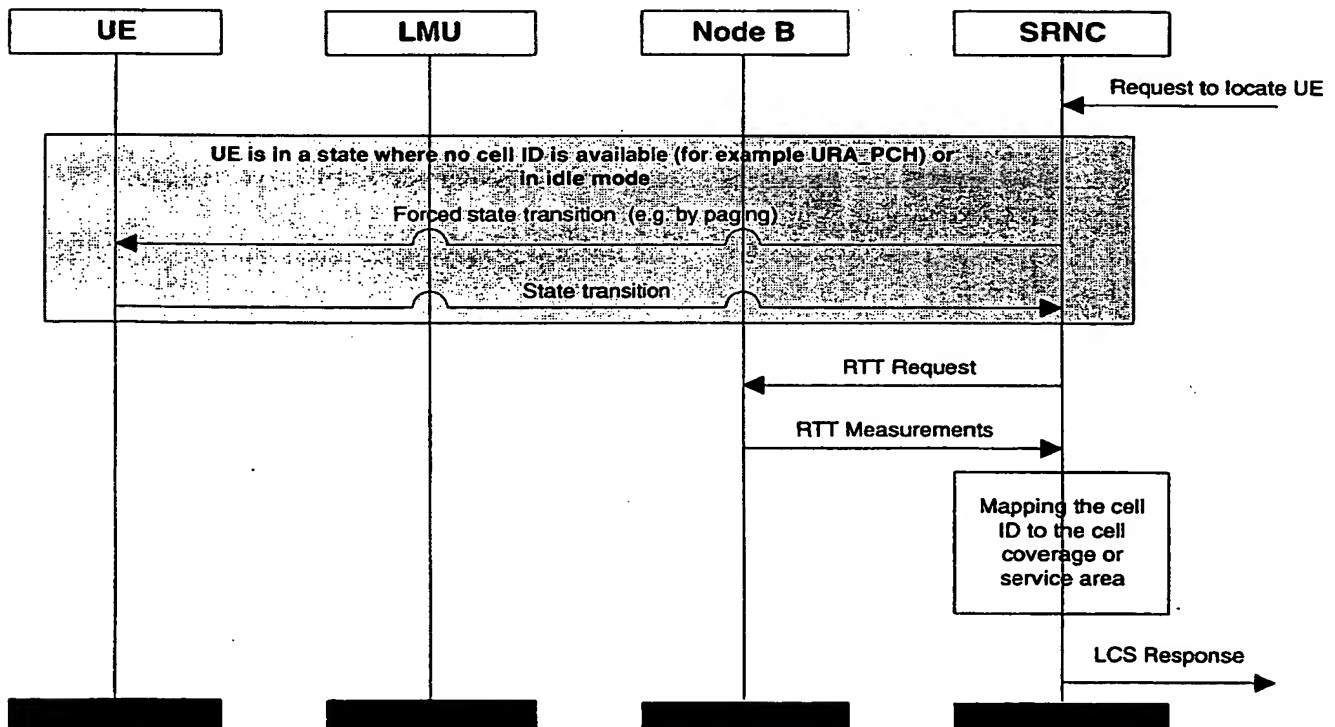 UE
LMU
Node B
SRNC
Request to locate UE
UE is in a state where no cell ID is available (for example URA_PCH) or
in idle mode
Forced state transition (e.g. by paging)
State transition
RTT Request
RTT Measurements
Mapping the cell
ID to the cell
coverage or
service area
LCS Response